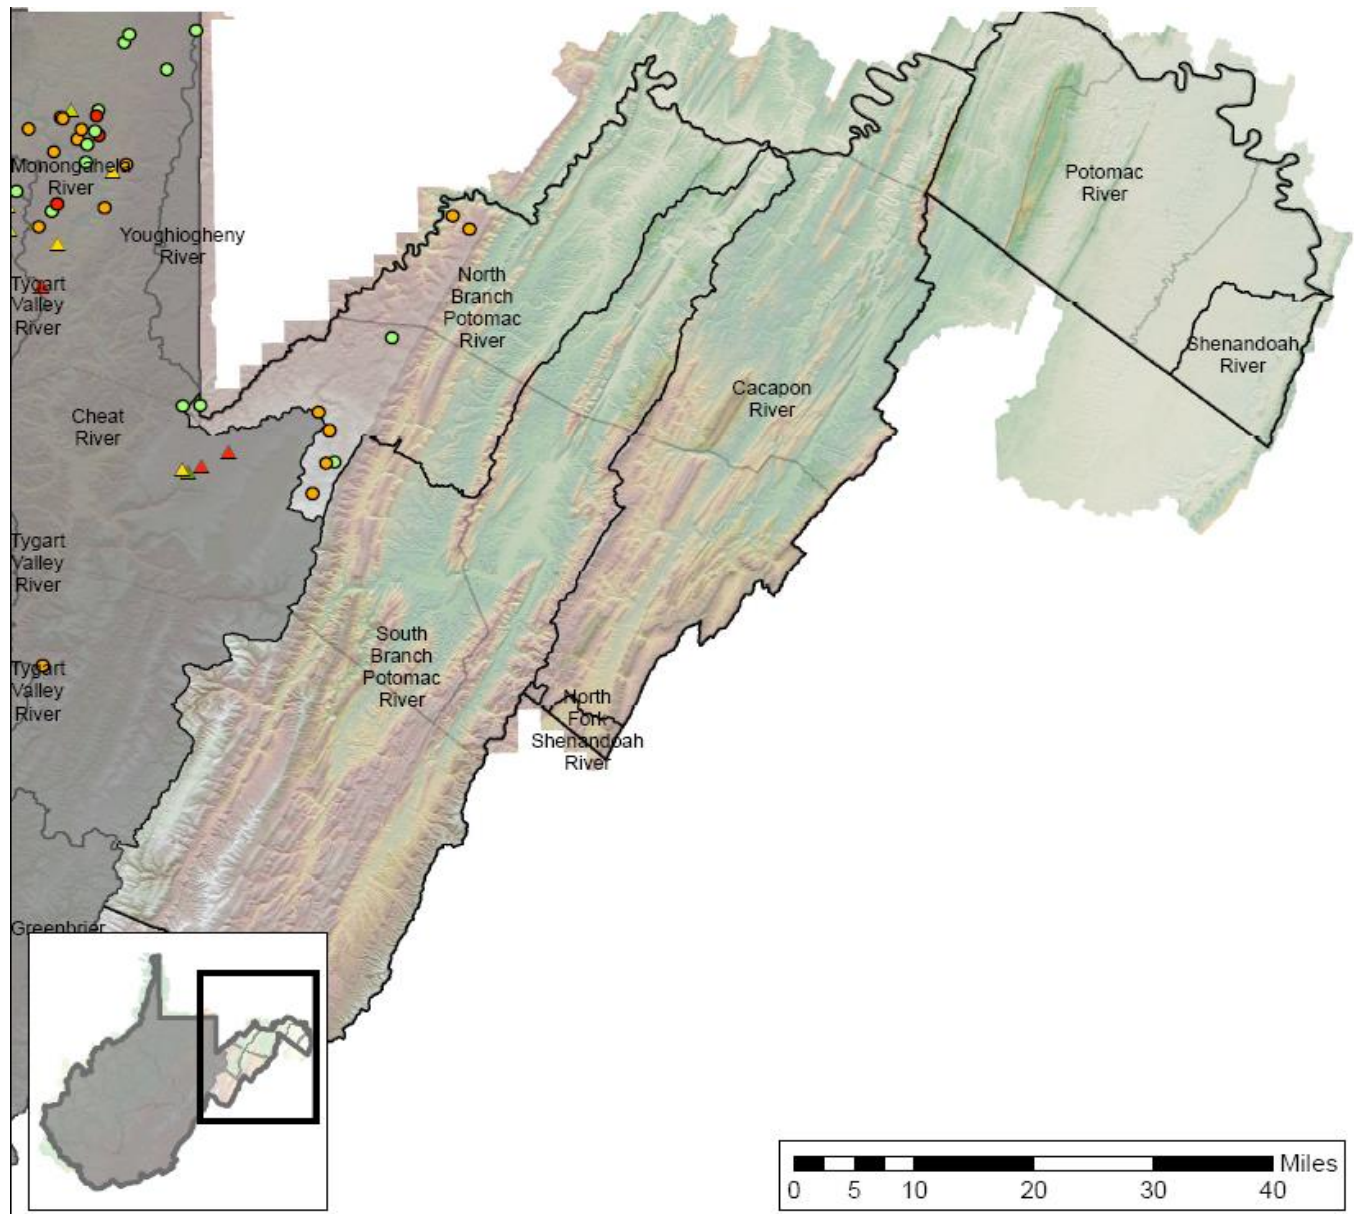 Monongahela
River
Youghiogheny
River
Tygart
Valley
River
Cheat
River
Tygart
Valley
River
Tygart
Valley
River
Greenbrier
North
Branch
Potomac
River
South
Branch
Potomac
River
Cacapon
River
North
Fork
Shenandoah
River
Potomac
River
Shenandoah
River
Miles
0 5 10 20 30 40